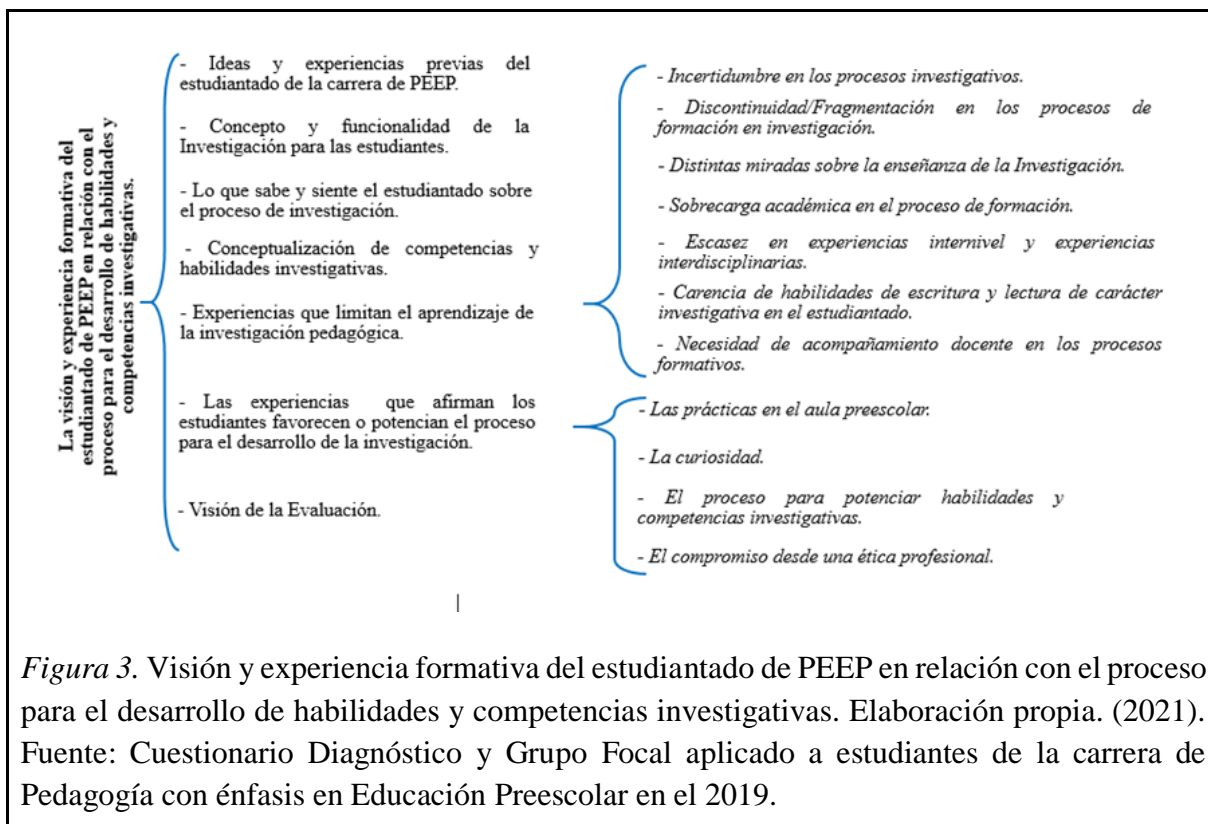 La visión y experiencia formativa del
estudiantado de PEEP en relación con el
proceso para el desarrollo de habilidades y
competencias investigativas.
- Ideas y experiencias previas del
estudiantado de la carrera de PEEP.
- Concepto y funcionalidad de la
Investigación para las estudiantes.
- Lo que sabe y siente el estudiantado sobre
el proceso de investigación.
- Conceptualización de competencias y
habilidades investigativas.
- Experiencias que limitan el aprendizaje de
la investigación pedagógica.
- Las experiencias que afirman los
estudiantes favorecen o potencian el proceso
para el desarrollo de la investigación.
- Visión de la Evaluación.
- Incertidumbre en los procesos investigativos.
- Discontinuidad/Fragmentación en los procesos de
formación en investigación.
- Distintas miradas sobre la enseñanza de la Investigación.
- Sobrecarga académica en el proceso de formación.
- Escasez en experiencias internivel y experiencias
interdisciplinarias.
- Carencia de habilidades de escritura y lectura de carácter
investigativa en el estudiantado.
- Necesidad de acompañamiento docente en los procesos
formativos.
- Las prácticas en el aula preescolar.
- La curiosidad.
- El proceso para potenciar habilidades y
competencias investigativas.
- El compromiso desde una ética profesional.
Figura 3. Visión y experiencia formativa del estudiantado de PEEP en relación con el proceso
para el desarrollo de habilidades y competencias investigativas. Elaboración propia. (2021).
Fuente: Cuestionario Diagnóstico y Grupo Focal aplicado a estudiantes de la carrera de
Pedagogía con énfasis en Educación Preescolar en el 2019.